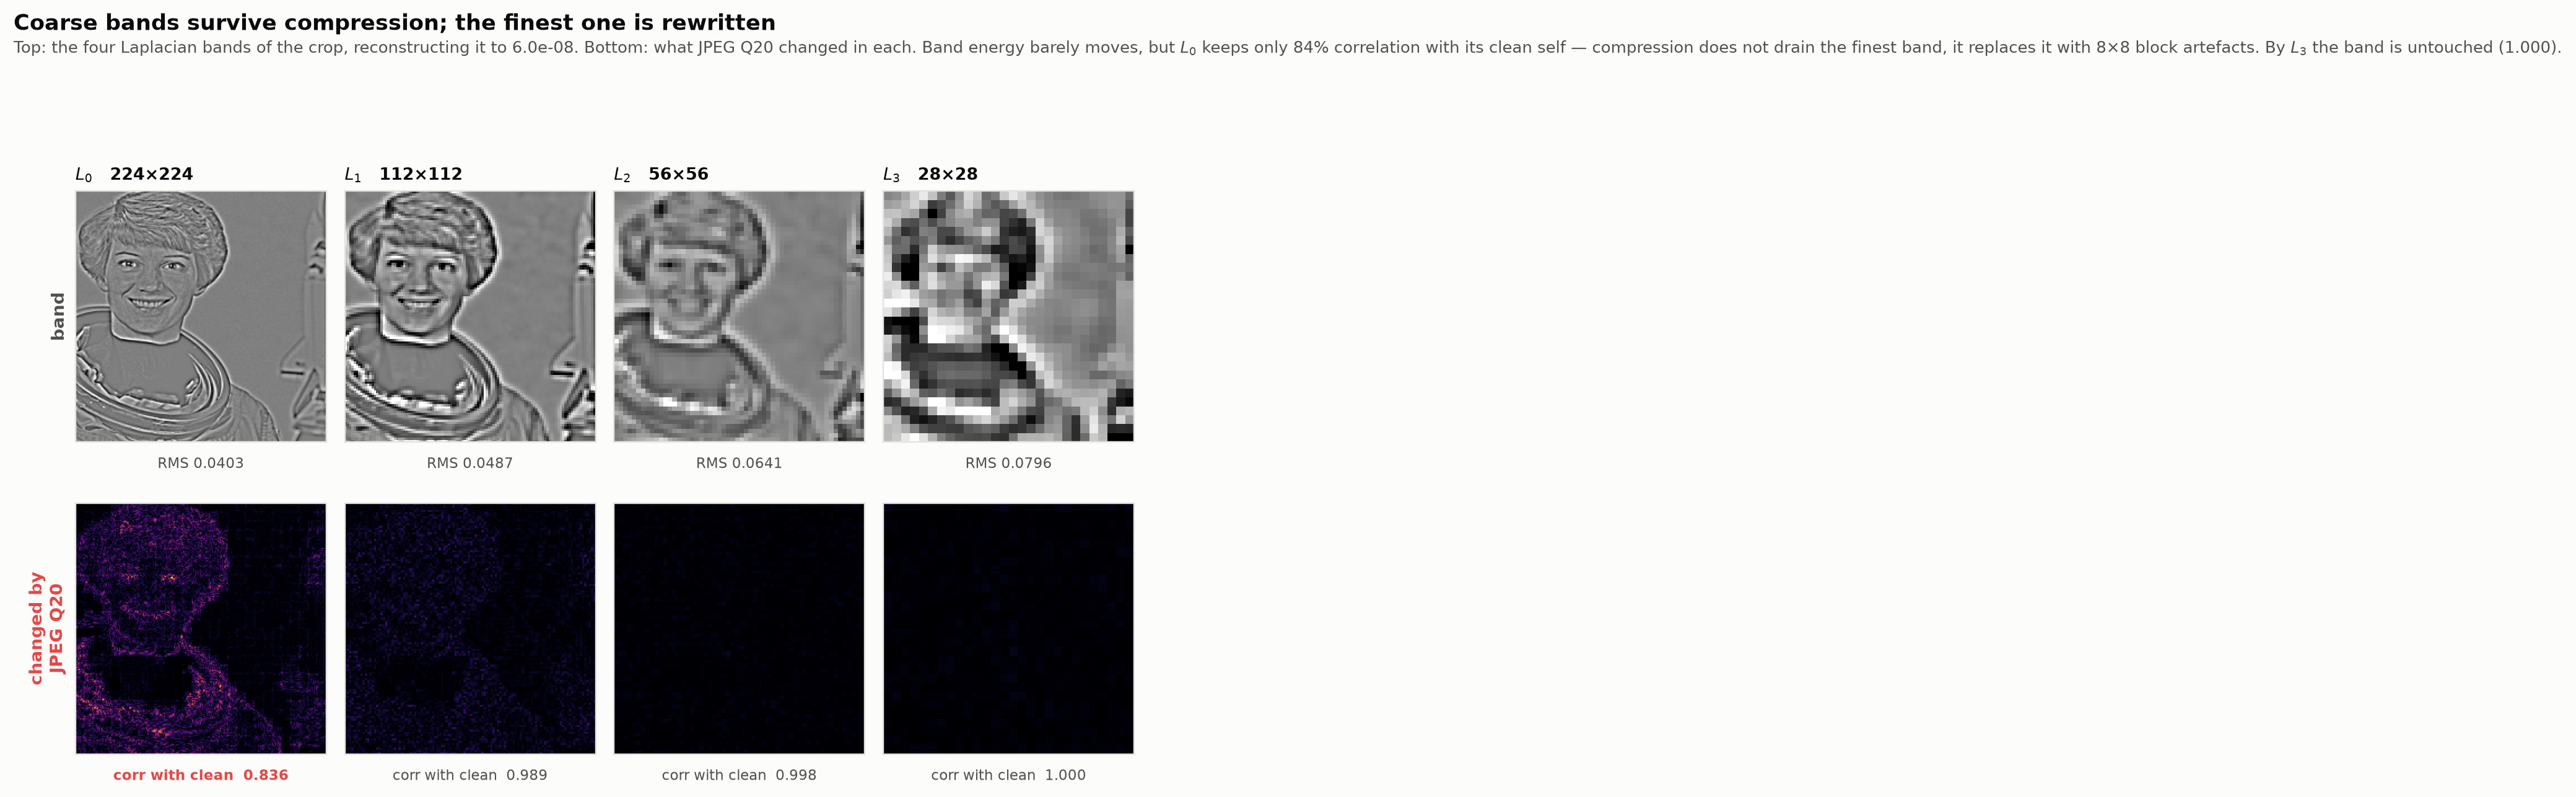 Coarse bands survive compression; the finest one is rewritten
Top: the four Laplacian bands of the crop, reconstructing it to 6.0e-08. Bottom: what JPEG Q20 changed in each. Band energy barely moves, but L₀ keeps only 84% correlation with its clean self — compression does not drain the finest band, it replaces it with 8×8 block artefacts. By L₃ the band is untouched (1.000).
L₀ 224×224
L₁ 112×112
L₂ 56×56
L₃ 28×28
band
RMS 0.0403
RMS 0.0487
RMS 0.0641
RMS 0.0796
changed by
JPEG Q20
corr with clean 0.836
corr with clean 0.989
corr with clean 0.998
corr with clean 1.000